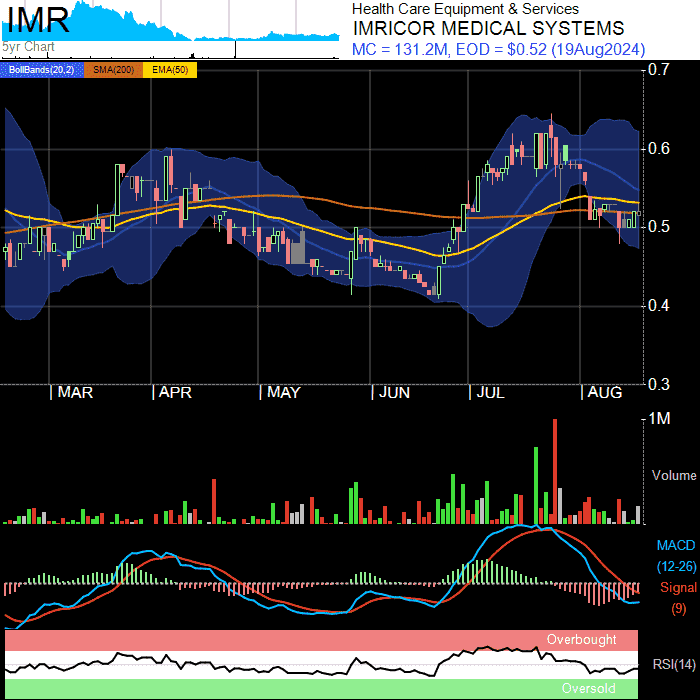 IMR
5yr Chart
Health Care Equipment & Services
IMRICOR MEDICAL SYSTEMS
MC = 131.2M, EOD = $0.52 (19Aug2024)
BollBands(20,2) SMA(200) EMA(50)
0.7
0.6
0.5
0.4
0.3
MAR APR MAY JUN JUL AUG
1M
Volume
MACD
(12-26)
Signal
(9)
Overbought
RSI(14)
Oversold